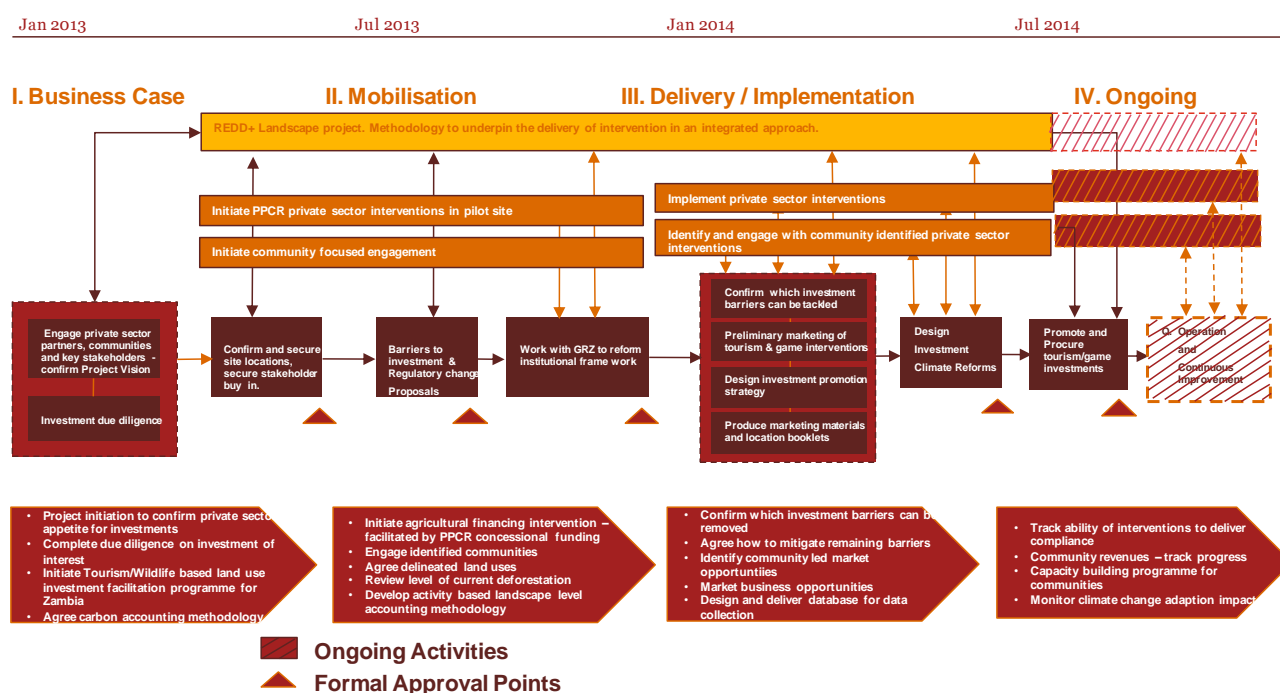 Jan 2013
Jul 2013
Jan 2014
Jul 2014
I. Business Case
II. Mobilisation
III. Delivery / Implementation
IV. Ongoing
REDD+ Landscape project. Methodology to underpin the delivery of intervention in an integrated approach.
Initiate PPCR private sector interventions in pilot site
Initiate community focused engagement
Implement private sector interventions
Identify and engage with community identified private sector
interventions
Engage private sector
partners, communities
and key stakeholders -
confirm Project Vision
Investment due diligence
Confirm and secure
site locations,
secure stakeholder
buy in.
Barriers to
investment &
Regulatory change
Proposals
Work with GRZ to reform
institutional frame work
Confirm which investment
barriers can be tackled
Preliminary marketing of
tourism & game interventions
Design investment promotion
strategy
Produce marketing materials
and location booklets
Design
Investment
Climate Reforms
Promote and
Procure
tourism/game
investments
Q. Operation
and
Continuous
Improvement
• Project initiation to confirm private sector
appetite for investments
• Complete due diligence on investment of
interest
• Initiate Tourism/Wildlife based land use
investment facilitation programme for
Zambia
• Agree carbon accounting methodology
• Initiate agricultural financing intervention –
facilitated by PPCR concessional funding
• Engage identified communities
• Agree delineated land uses
• Review level of current deforestation
• Develop activity based landscape level
accounting methodology
• Confirm which investment barriers can be
removed
• Agree how to mitigate remaining barriers
• Identify community led market
opportuntiies
• Market business opportunities
• Design and deliver database for data
collection
• Track ability of interventions to deliver
compliance
• Community revenues – track progress
• Capacity building programme for
communities
• Monitor climate change adaption impact
Ongoing Activities
Formal Approval Points